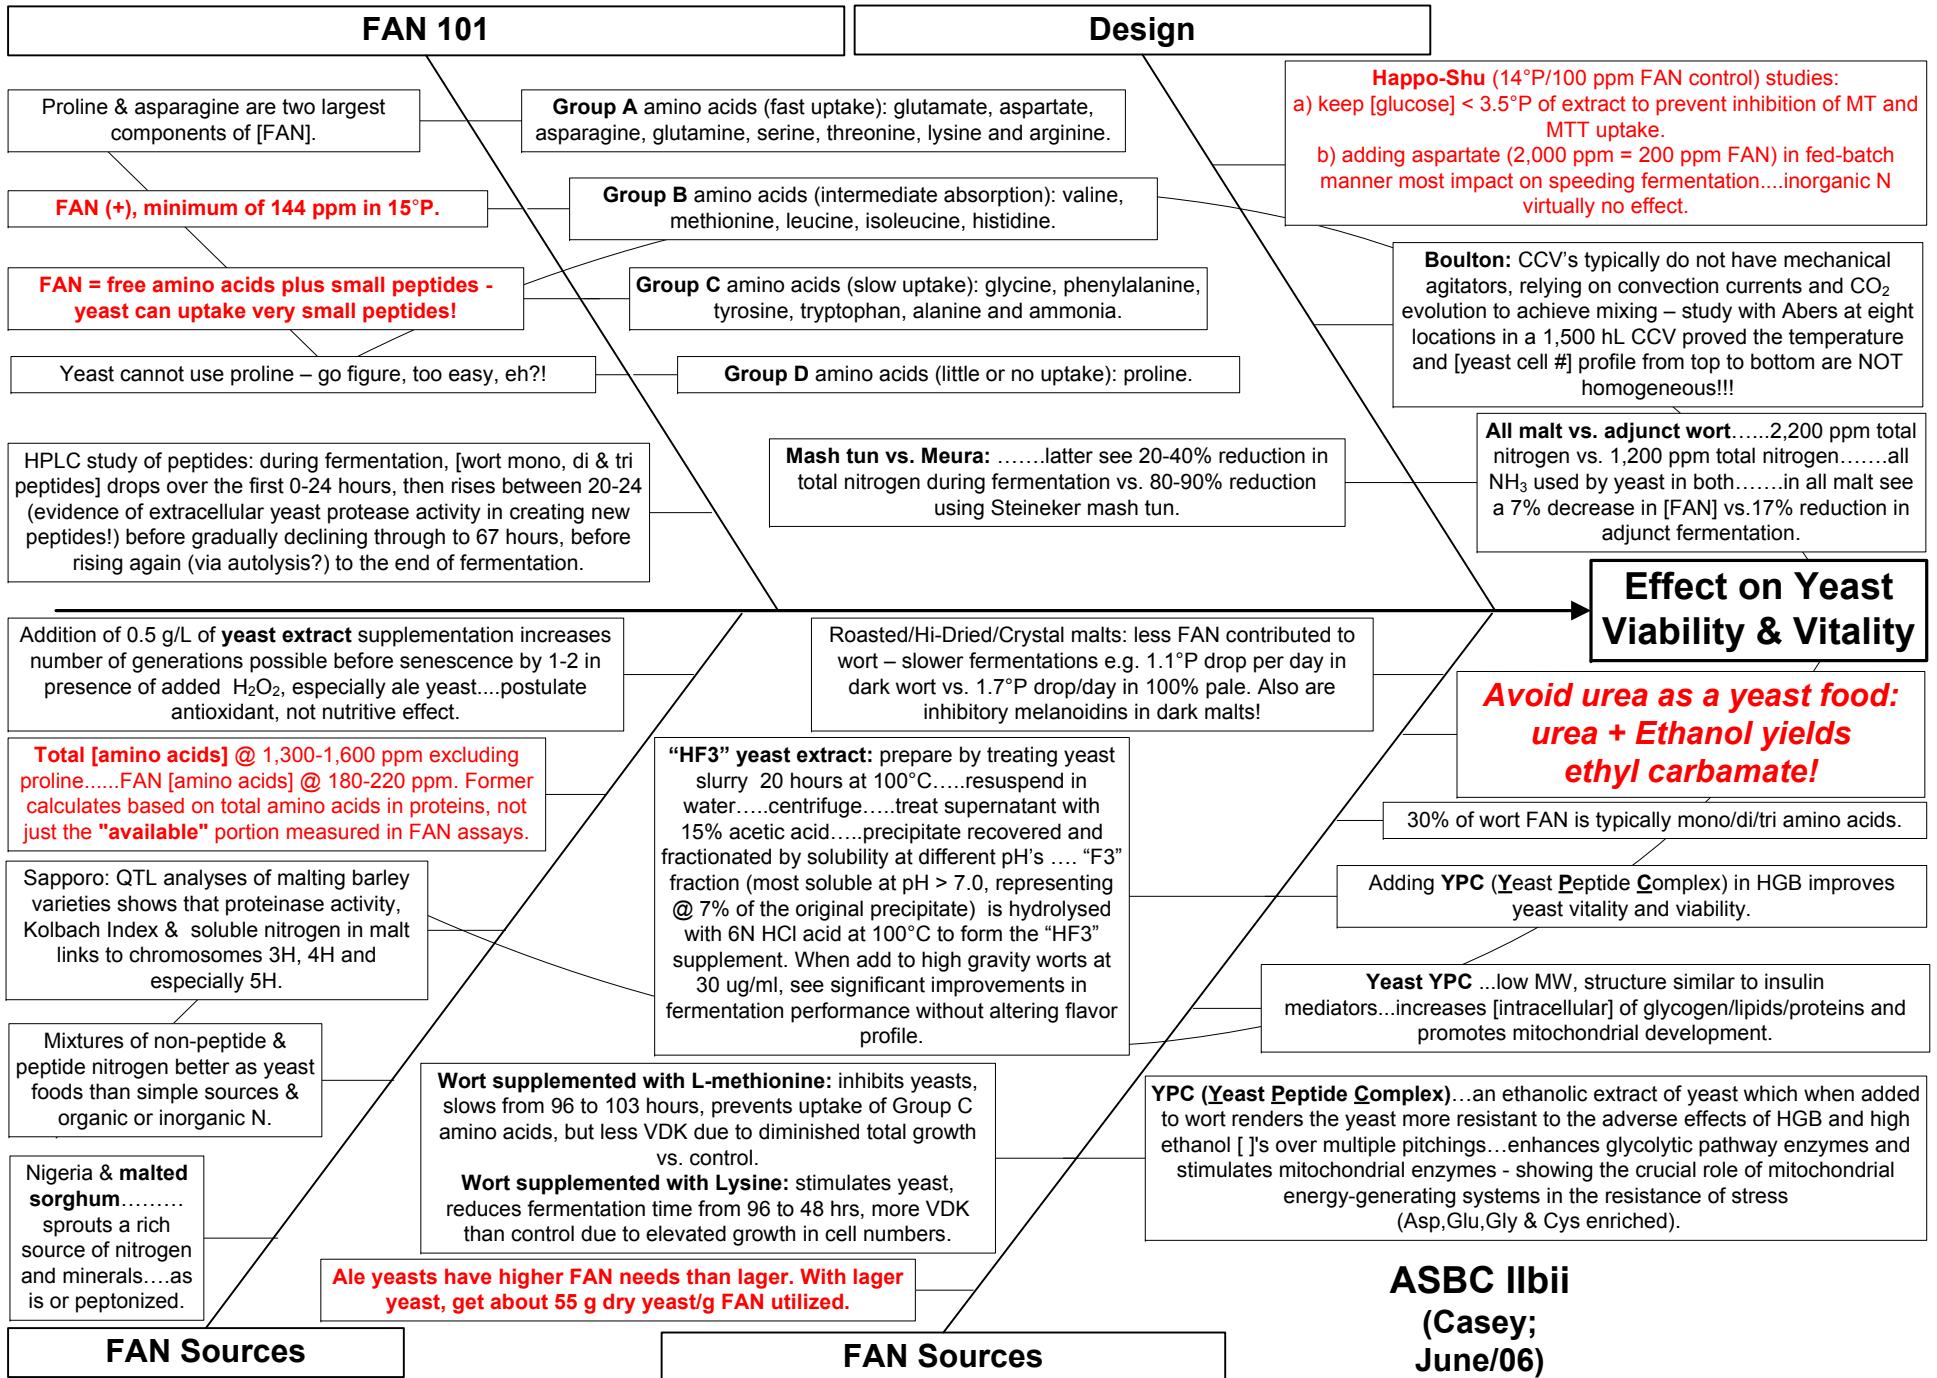 FAN 101
Design
Proline & asparagine are two largest
components of [FAN].
Group A amino acids (fast uptake): glutamate, aspartate,
asparagine, glutamine, serine, threonine, lysine and arginine.
Happo-Shu (14°P/100 ppm FAN control) studies:
a) keep [glucose] < 3.5°P of extract to prevent inhibition of MT and
MTT uptake.
b) adding aspartate (2,000 ppm = 200 ppm FAN) in fed-batch
manner most impact on speeding fermentation....inorganic N
virtually no effect.
FAN (+), minimum of 144 ppm in 15°P.
Group B amino acids (intermediate absorption): valine,
methionine, leucine, isoleucine, histidine.
FAN = free amino acids plus small peptides -
yeast can uptake very small peptides!
Group C amino acids (slow uptake): glycine, phenylalanine,
tyrosine, tryptophan, alanine and ammonia.
Boulton: CCV's typically do not have mechanical
agitators, relying on convection currents and CO₂
evolution to achieve mixing – study with Abers at eight
locations in a 1,500 hL CCV proved the temperature
and [yeast cell #] profile from top to bottom are NOT
homogeneous!!!
Yeast cannot use proline – go figure, too easy, eh?!
Group D amino acids (little or no uptake): proline.
HPLC study of peptides: during fermentation, [wort mono, di & tri
peptides] drops over the first 0-24 hours, then rises between 20-24
(evidence of extracellular yeast protease activity in creating new
peptides!) before gradually declining through to 67 hours, before
rising again (via autolysis?) to the end of fermentation.
Mash tun vs. Meura: …….latter see 20-40% reduction in
total nitrogen during fermentation vs. 80-90% reduction
using Steineker mash tun.
All malt vs. adjunct wort…...2,200 ppm total
nitrogen vs. 1,200 ppm total nitrogen…….all
NH₃ used by yeast in both…….in all malt see
a 7% decrease in [FAN] vs.17% reduction in
adjunct fermentation.
Effect on Yeast
Viability & Vitality
Addition of 0.5 g/L of yeast extract supplementation increases
number of generations possible before senescence by 1-2 in
presence of added H₂O₂, especially ale yeast....postulate
antioxidant, not nutritive effect.
Roasted/Hi-Dried/Crystal malts: less FAN contributed to
wort – slower fermentations e.g. 1.1°P drop per day in
dark wort vs. 1.7°P drop/day in 100% pale. Also are
inhibitory melanoidins in dark malts!
Avoid urea as a yeast food:
urea + Ethanol yields
ethyl carbamate!
Total [amino acids] @ 1,300-1,600 ppm excluding
proline......FAN [amino acids] @ 180-220 ppm. Former
calculates based on total amino acids in proteins, not
just the "available" portion measured in FAN assays.
“HF3” yeast extract: prepare by treating yeast
slurry 20 hours at 100°C…..resuspend in
water…..centrifuge…..treat supernatant with
15% acetic acid…..precipitate recovered and
fractionated by solubility at different pH’s …. “F3”
fraction (most soluble at pH > 7.0, representing
@ 7% of the original precipitate) is hydrolysed
with 6N HCl acid at 100°C to form the “HF3”
supplement. When add to high gravity worts at
30 ug/ml, see significant improvements in
fermentation performance without altering flavor
profile.
30% of wort FAN is typically mono/di/tri amino acids.
Sapporo: QTL analyses of malting barley
varieties shows that proteinase activity,
Kolbach Index & soluble nitrogen in malt
links to chromosomes 3H, 4H and
especially 5H.
Adding YPC (Yeast Peptide Complex) in HGB improves
yeast vitality and viability.
Yeast YPC ...low MW, structure similar to insulin
mediators...increases [intracellular] of glycogen/lipids/proteins and
promotes mitochondrial development.
Mixtures of non-peptide &
peptide nitrogen better as yeast
foods than simple sources &
organic or inorganic N.
Wort supplemented with L-methionine: inhibits yeasts,
slows from 96 to 103 hours, prevents uptake of Group C
amino acids, but less VDK due to diminished total growth
vs. control.
Wort supplemented with Lysine: stimulates yeast,
reduces fermentation time from 96 to 48 hrs, more VDK
than control due to elevated growth in cell numbers.
YPC (Yeast Peptide Complex)…an ethanolic extract of yeast which when added
to wort renders the yeast more resistant to the adverse effects of HGB and high
ethanol [ ]'s over multiple pitchings…enhances glycolytic pathway enzymes and
stimulates mitochondrial enzymes - showing the crucial role of mitochondrial
energy-generating systems in the resistance of stress
(Asp,Glu,Gly & Cys enriched).
Nigeria & malted
sorghum………
sprouts a rich
source of nitrogen
and minerals….as
is or peptonized.
Ale yeasts have higher FAN needs than lager. With lager
yeast, get about 55 g dry yeast/g FAN utilized.
FAN Sources
FAN Sources
ASBC IIbii
(Casey;
June/06)